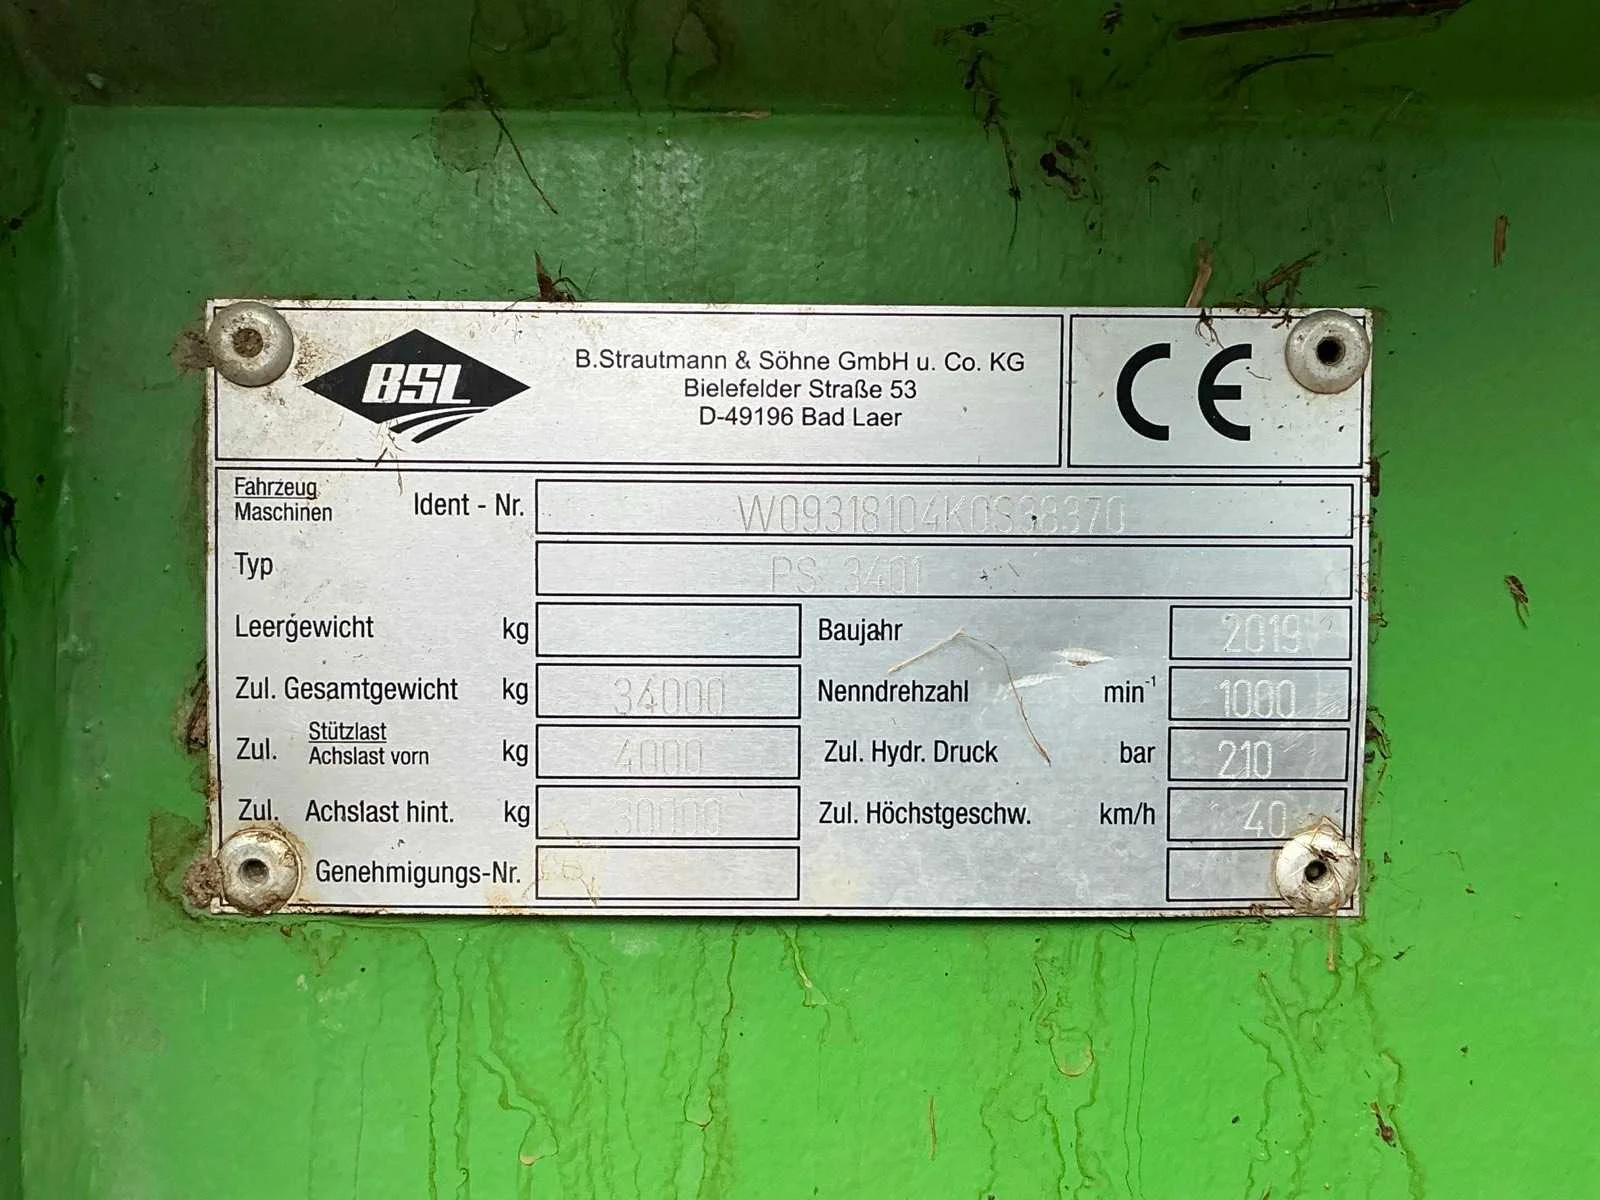 BSL
B.Strautmann & Söhne GmbH u. Co. KG
Bielefelder Straße 53
D-49196 Bad Laer
CE
Fahrzeug
Maschinen
Ident - Nr. W09318104K0S38370
Typ PS 3401
Leergewicht kg
Baujahr 2019
Zul. Gesamtgewicht kg 34000
Nenndrehzahl min⁻¹ 1000
Zul. Stützlast
Achslast vorn kg 4000
Zul. Hydr. Druck bar 210
Zul. Achslast hint. kg 30000
Zul. Höchstgeschw. km/h 40
Genehmigungs-Nr.